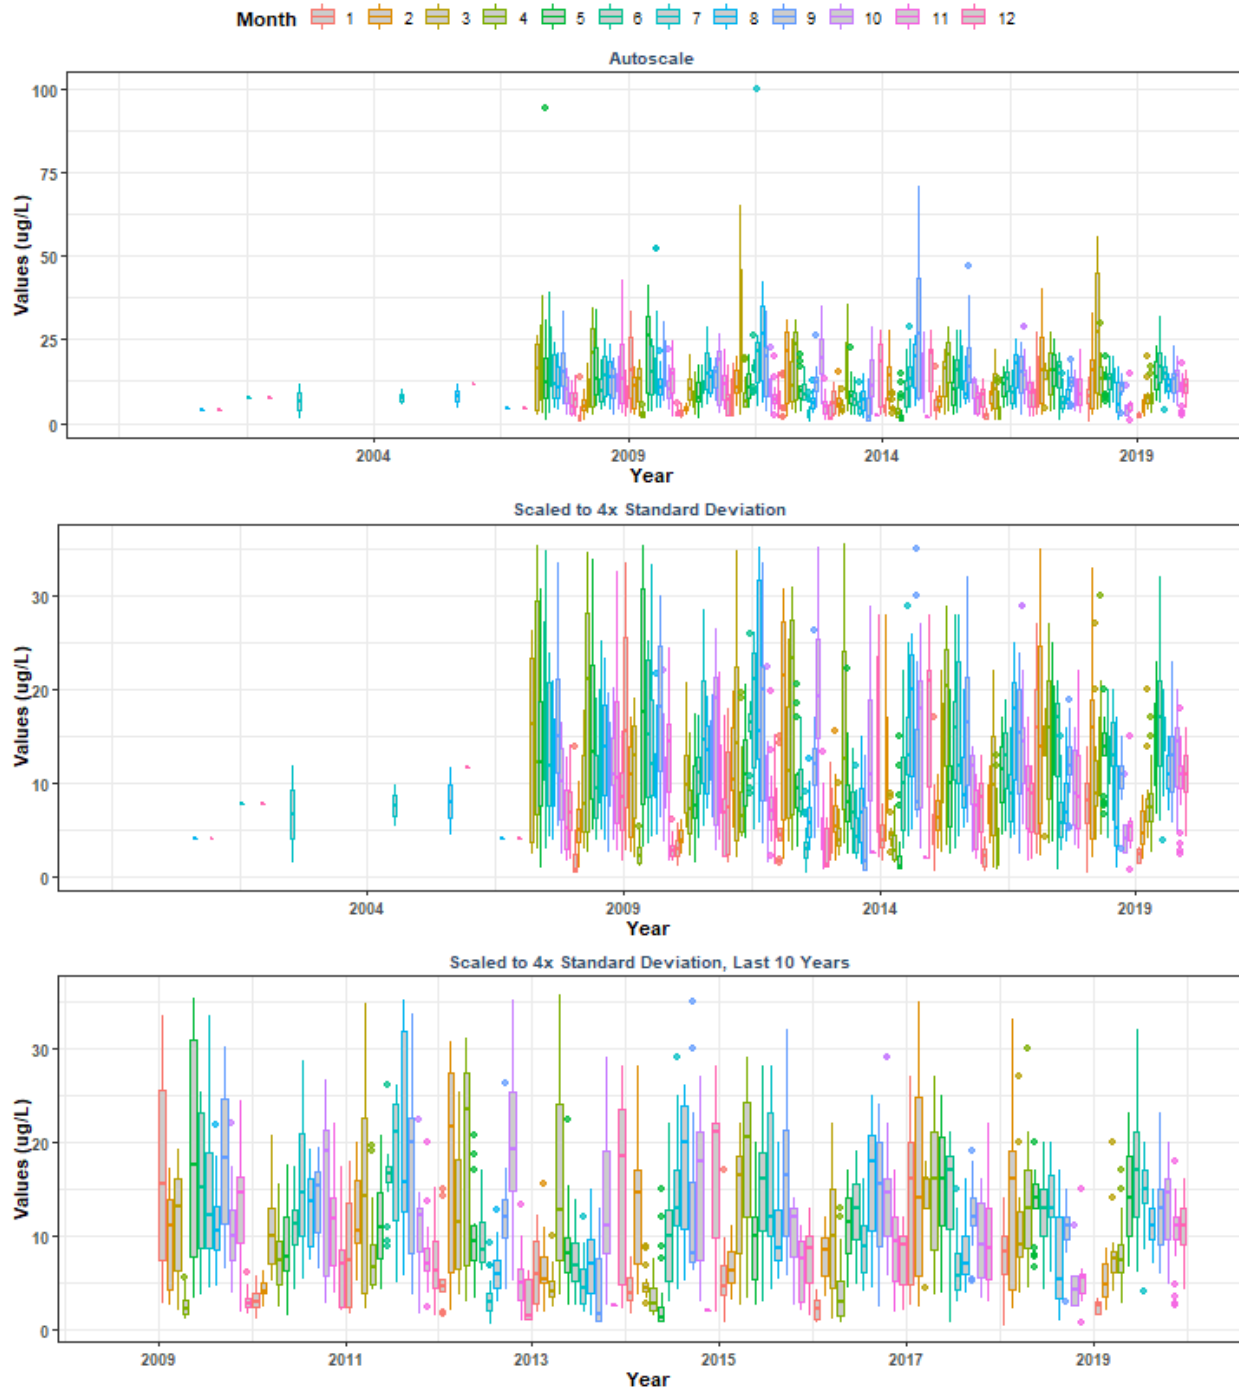 Month 1 2 3 4 5 6 7 8 9 10 11 12
Autoscale
Values (ug/L)
100
75
50
25
0
2004 2009 2014 2019
Year
Scaled to 4x Standard Deviation
Values (ug/L)
30
20
10
0
2004 2009 2014 2019
Year
Scaled to 4x Standard Deviation, Last 10 Years
Values (ug/L)
30
20
10
0
2009 2011 2013 2015 2017 2019
Year